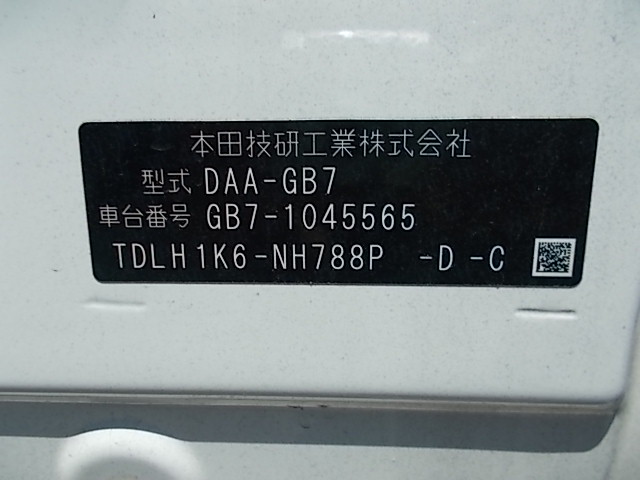 本田技研工業株式会社
型式 DAA-GB7
車台番号 GB7-1045565
TDLH1K6-NH788P -D -C